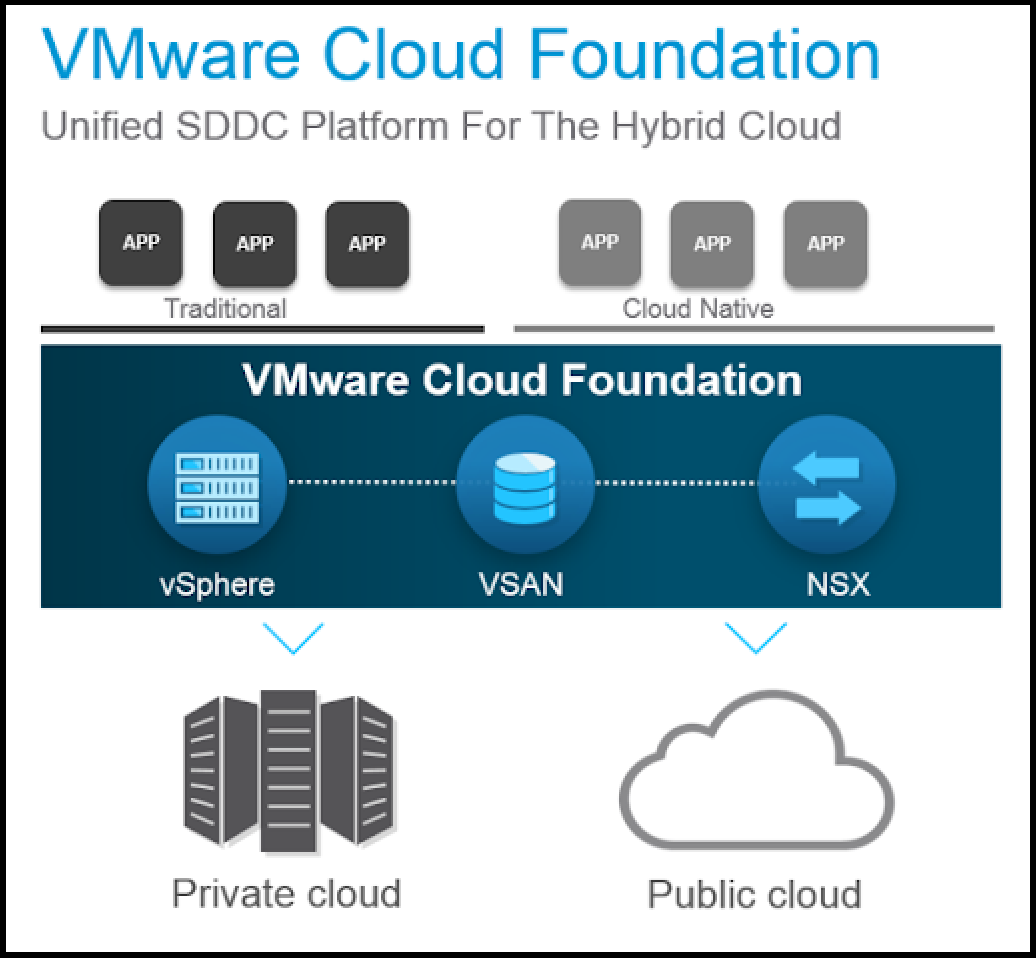 VMware Cloud Foundation
Unified SDDC Platform For The Hybrid Cloud
APP APP APP
Traditional
APP APP APP
Cloud Native
VMware Cloud Foundation
vSphere VSAN NSX
Private cloud Public cloud